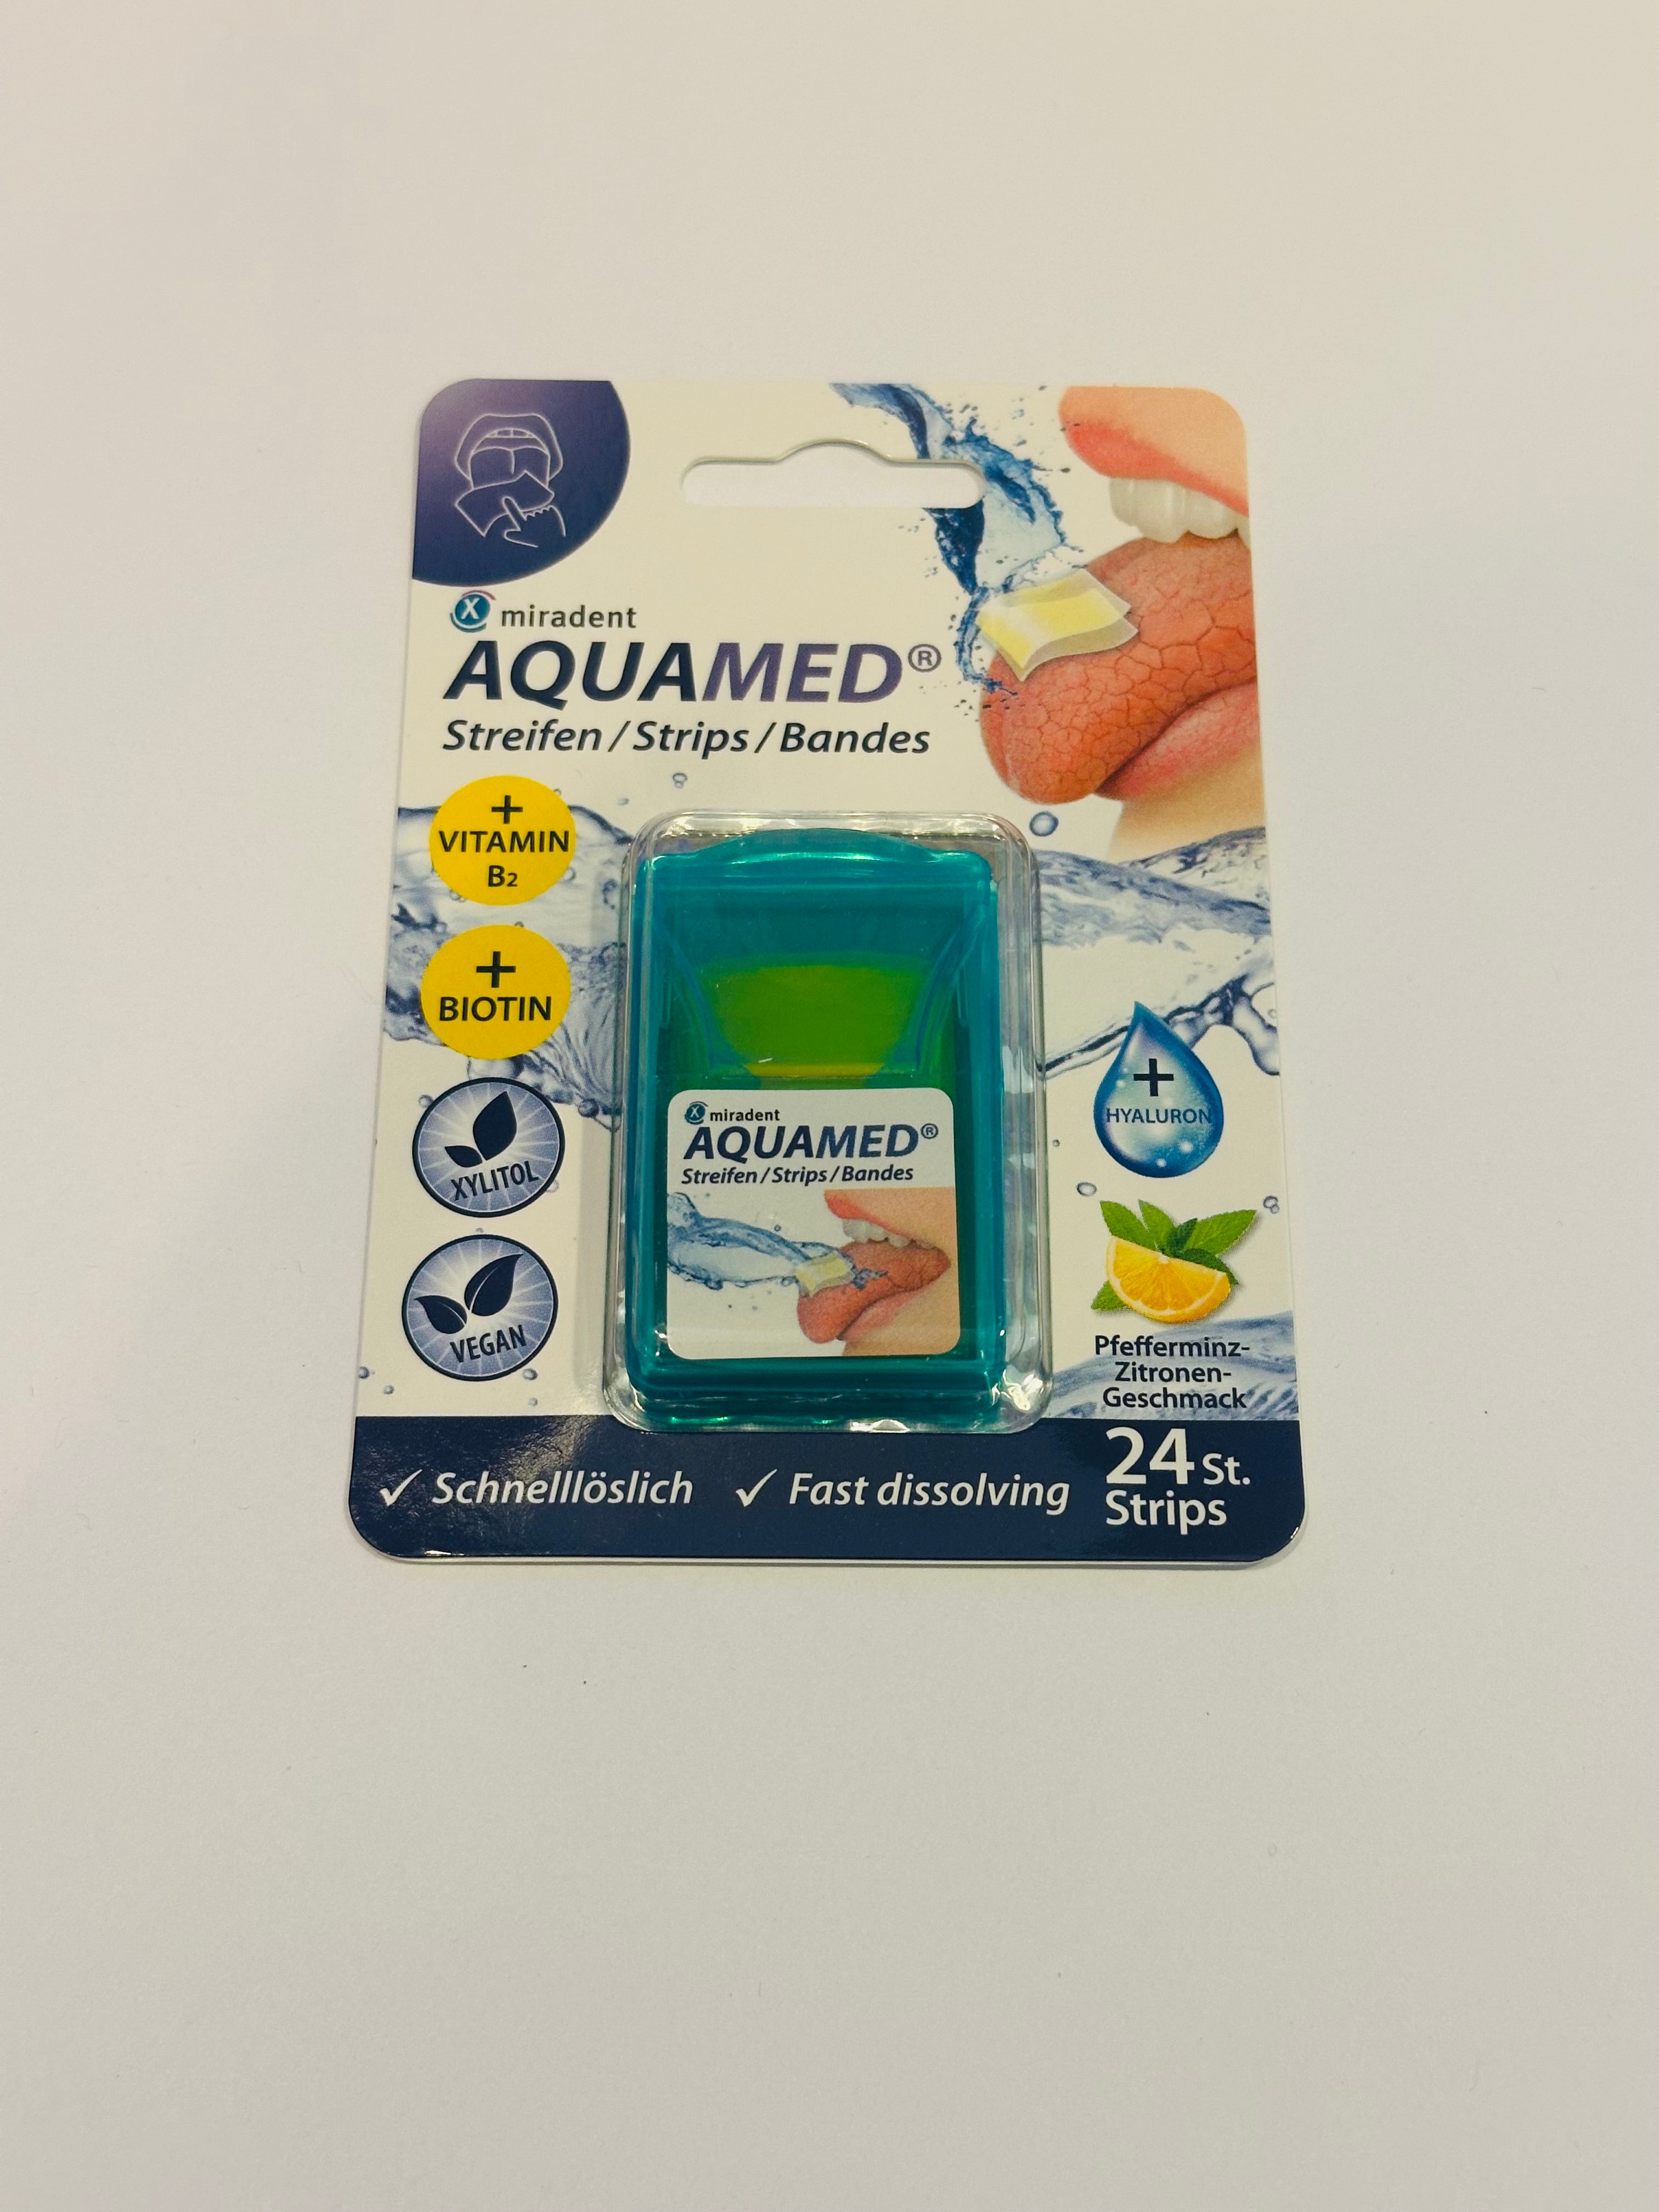 miradent
AQUAMED®
Streifen / Strips / Bandes
+
VITAMIN
B2
+
BIOTIN
XYLITOL
VEGAN
X miradent
AQUAMED®
Streifen / Strips / Bandes
+
HYALURON
Pfefferminz-
Zitronen-
Geschmack
✓ Schnelllöslich ✓ Fast dissolving
24 St.
Strips